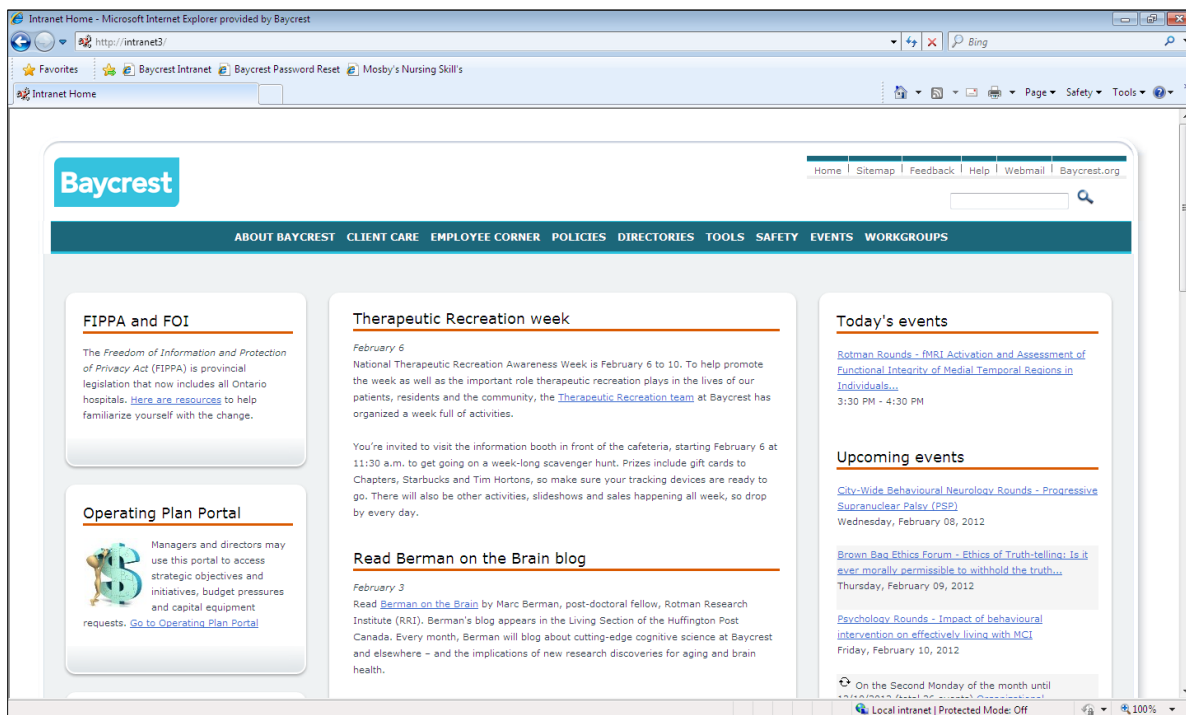 Intranet Home - Microsoft Internet Explorer provided by Baycrest
http://intranet3/
Bing
Favorites Baycrest Intranet Baycrest Password Reset Mosby's Nursing Skill's
Intranet Home
Page Safety Tools
Baycrest
Home | Sitemap | Feedback | Help | Webmail | Baycrest.org
ABOUT BAYCREST CLIENT CARE EMPLOYEE CORNER POLICIES DIRECTORIES TOOLS SAFETY EVENTS WORKGROUPS
FIPPA and FOI
The Freedom of Information and Protection
of Privacy Act (FIPPA) is provincial
legislation that now includes all Ontario
hospitals. Here are resources to help
familiarize yourself with the change.
Operating Plan Portal
Managers and directors may
use this portal to access
strategic objectives and
initiatives, budget pressures
and capital equipment
requests. Go to Operating Plan Portal
Therapeutic Recreation week
February 6
National Therapeutic Recreation Awareness Week is February 6 to 10. To help promote
the week as well as the important role therapeutic recreation plays in the lives of our
patients, residents and the community, the Therapeutic Recreation team at Baycrest has
organized a week full of activities.
You're invited to visit the information booth in front of the cafeteria, starting February 6 at
11:30 a.m. to get going on a week-long scavenger hunt. Prizes include gift cards to
Chapters, Starbucks and Tim Hortons, so make sure your tracking devices are ready to
go. There will also be other activities, slideshows and sales happening all week, so drop
by every day.
Read Berman on the Brain blog
February 3
Read Berman on the Brain by Marc Berman, post-doctoral fellow, Rotman Research
Institute (RRI). Berman's blog appears in the Living Section of the Huffington Post
Canada. Every month, Berman will blog about cutting-edge cognitive science at Baycrest
and elsewhere – and the implications of new research discoveries for aging and brain
health.
Today's events
Rotman Rounds - fMRI Activation and Assessment of
Functional Integrity of Medial Temporal Regions in
Individuals...
3:30 PM - 4:30 PM
Upcoming events
City-Wide Behavioural Neurology Rounds - Progressive
Supranuclear Palsy (PSP)
Wednesday, February 08, 2012
Brown Bag Ethics Forum - Ethics of Truth-telling: Is it
ever morally permissible to withhold the truth...
Thursday, February 09, 2012
Psychology Rounds - Impact of behavioural
intervention on effectively living with MCI
Friday, February 10, 2012
On the Second Monday of the month until
Local intranet | Protected Mode: Off
100%